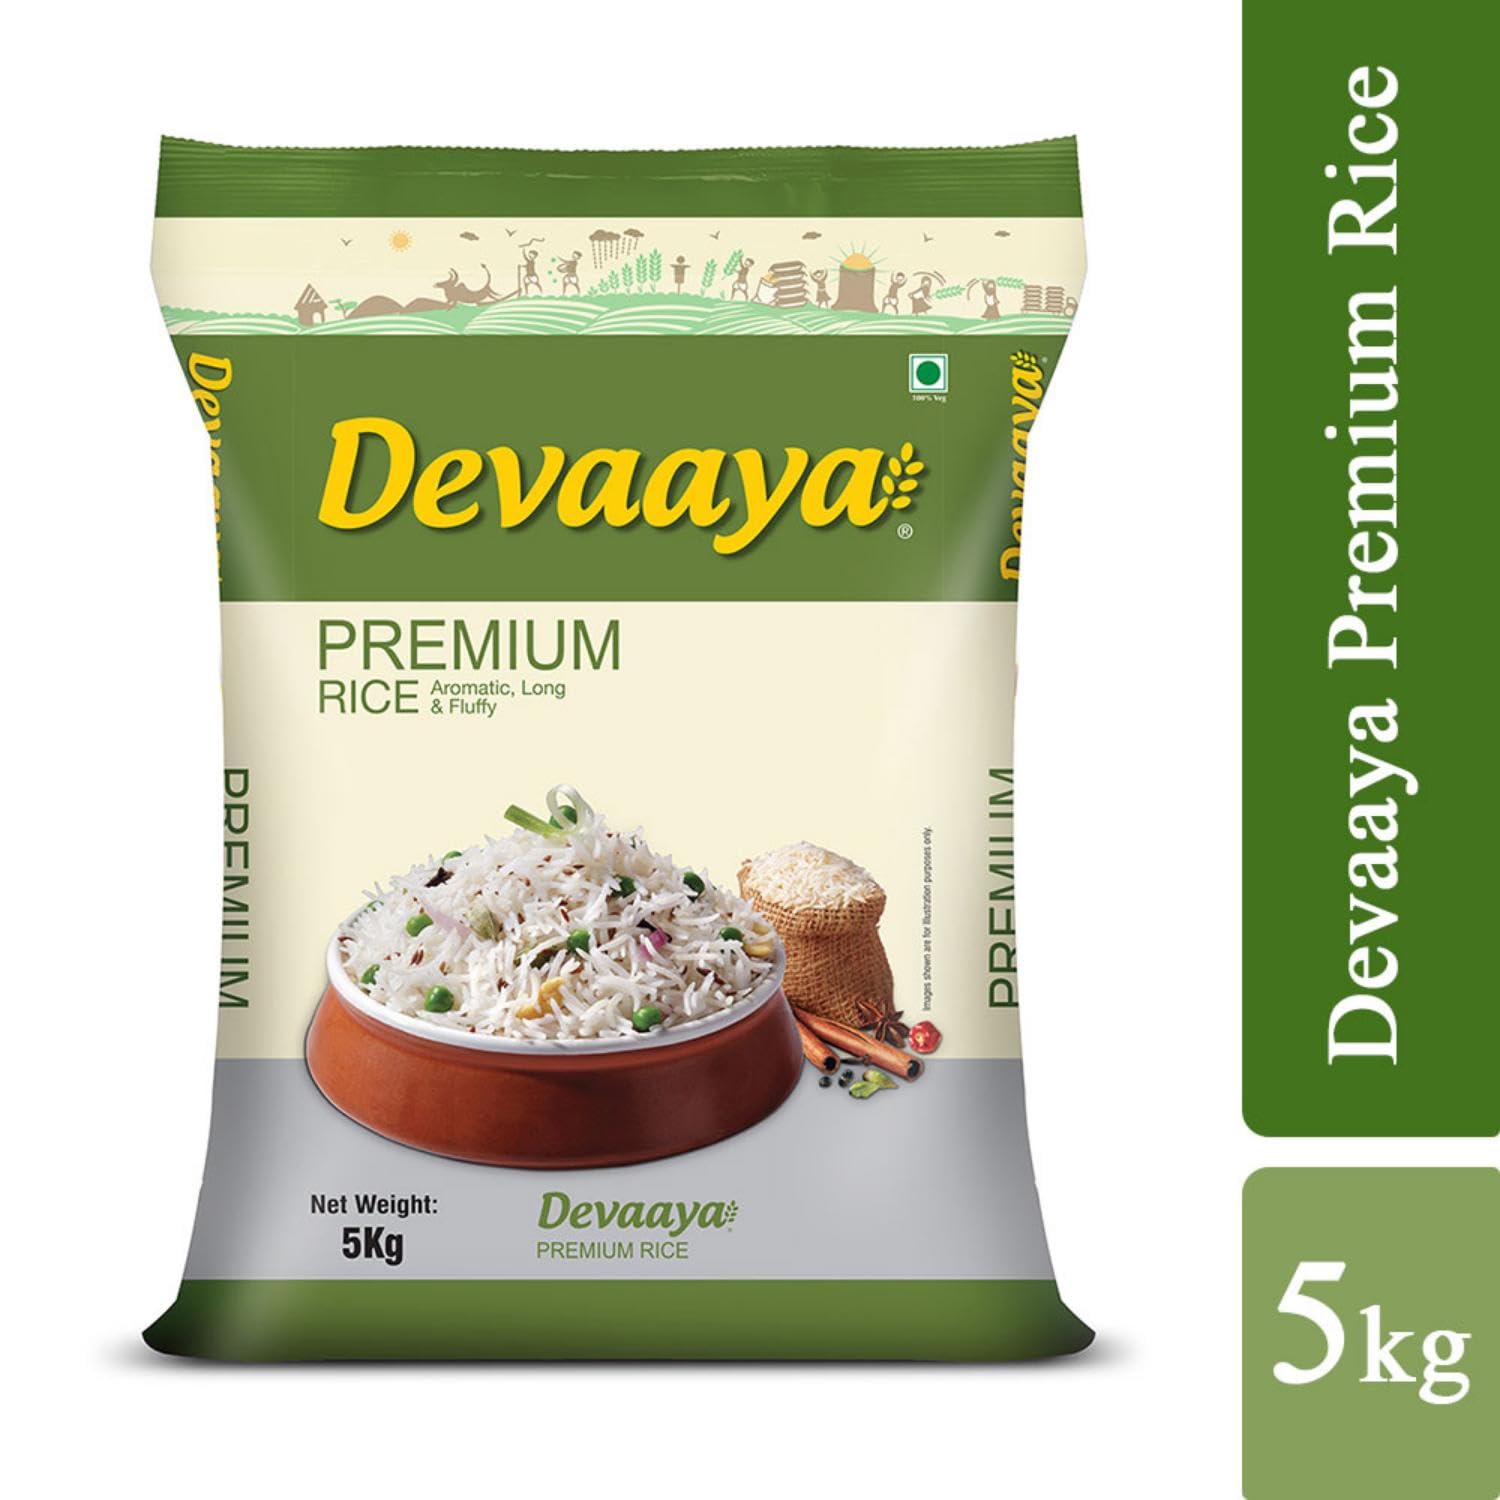 Devaaya
Devaaya
100% Veg
Devaaya®
PREMIUM
RICE Aromatic, Long
& Fluffy
PREMIUM
PREMIUM
Images shown are for illustration purposes only.
Net Weight:
5Kg
Devaaya
PREMIUM RICE
Devaaya Premium Rice
5kg